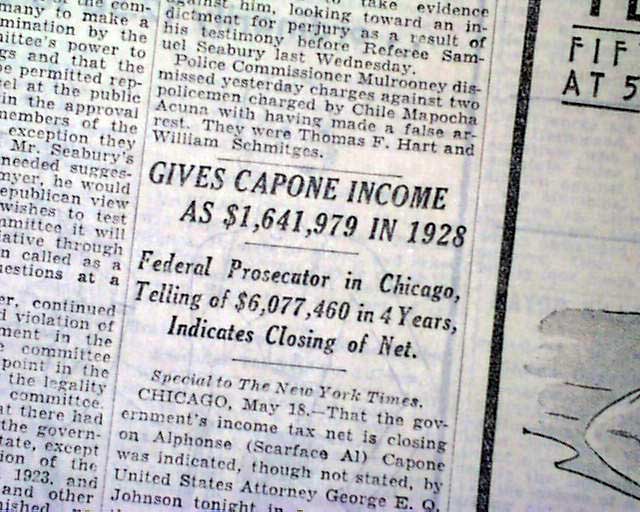 many to make a
mination by the
mittee's power to
gs and that the
be permitted rep-
el at the public
in the approval
members of the
exception they
Mr. Seabury's
needed sugges-
myer, he would
epublican view
wishes to test
mmittee it will
ative through
n called as a
uestions at a
er, continued
d violation of
ment in the
committee
point in the
the legality
committee.
at there had
the govern-
tate, except
ion of the
1923, and
and other
against him, looking toward an in-
dictment for perjury as a result of
his testimony before Referee Sam-
uel Seabury last Wednesday.
Police Commissioner Mulrooney dis-
missed yesterday charges against two
policemen charged by Chile Mapocha
Acuna with having made a false ar-
rest. They were Thomas F. Hart and
William Schmitges.
GIVES CAPONE INCOME
AS $1,641,979 IN 1928
Federal Prosecutor in Chicago,
Telling of $6,077,460 in 4 Years,
Indicates Closing of Net.
Special to The New York Times.
CHICAGO, May 18.—That the gov-
ernment's income tax net is closing
on Alphonse (Scarface Al) Capone
was indicated, though not stated, by
United States Attorney George E. Q.
Johnson tonight in
FIF
AT 5